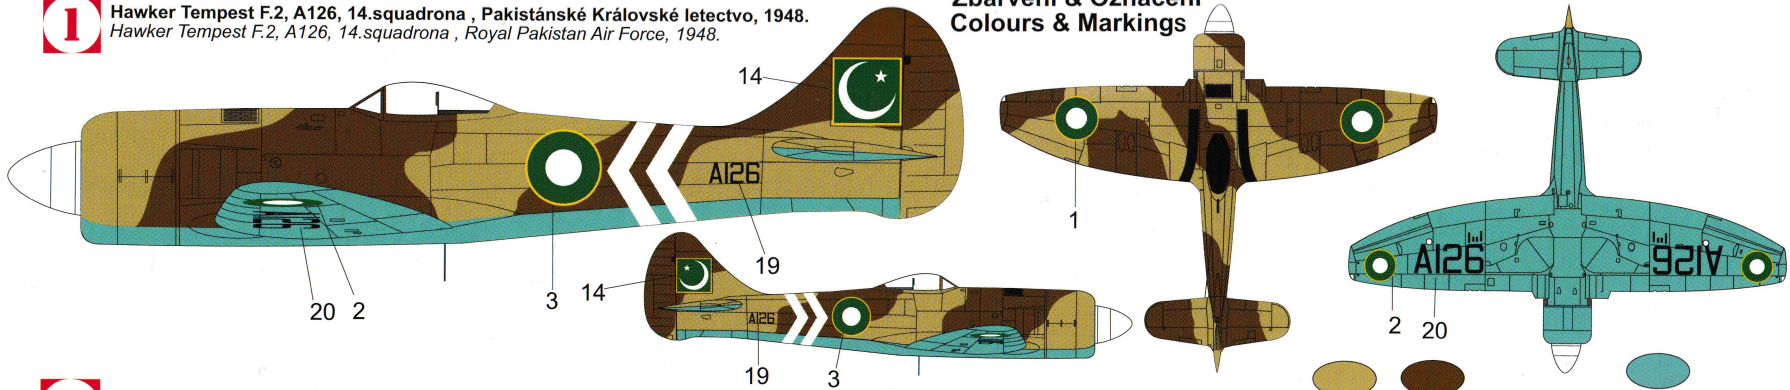 1
Hawker Tempest F.2, A126, 14.squadrona , Pakistánské Královské letectvo, 1948.
Hawker Tempest F.2, A126, 14.squadrona , Royal Pakistan Air Force, 1948.
Zbarvení & Označení
Colours & Markings
14
A126
19
20 2
3
14
A126
19
3
1
A126
A126
2 20